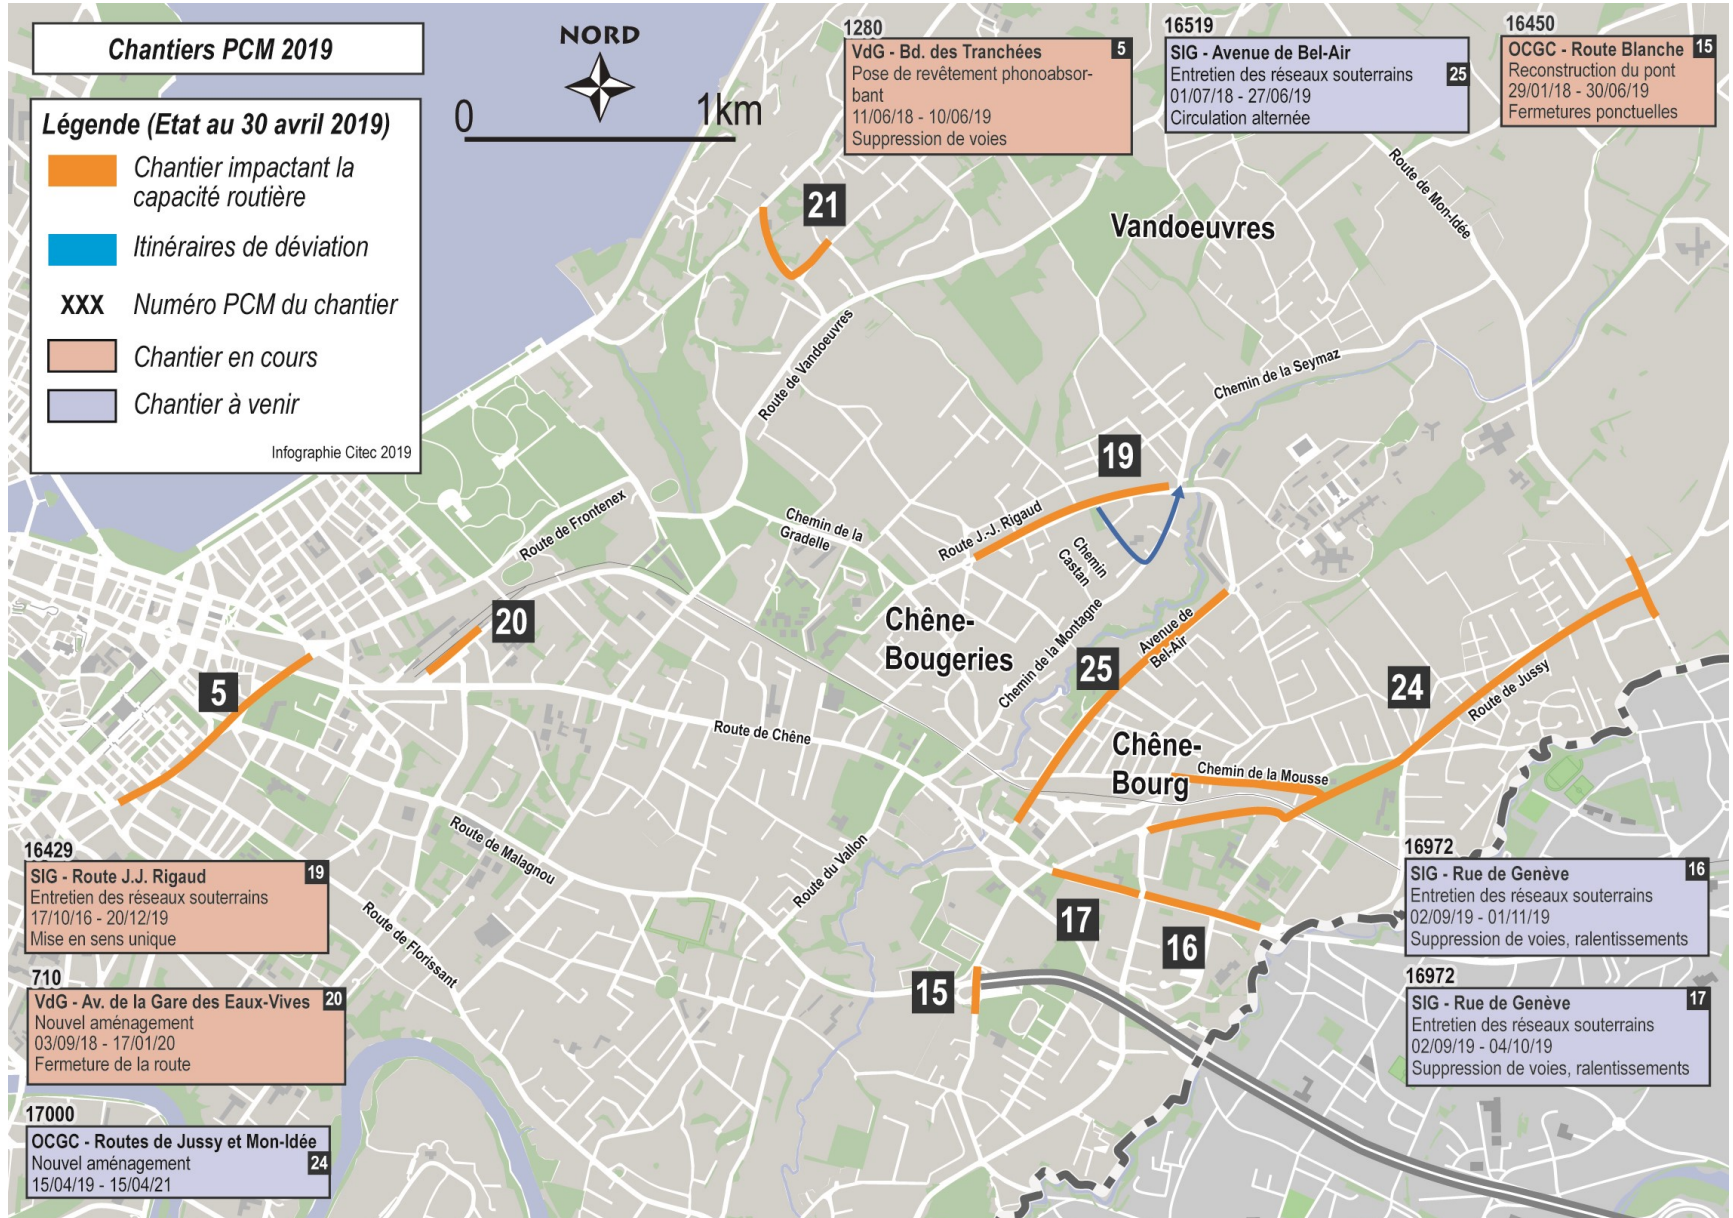 Chantiers PCM 2019
NORD
0
1km
Légende (Etat au 30 avril 2019)
Chantier impactant la
capacité routière
Itinéraires de déviation
XXX
Numéro PCM du chantier
Chantier en cours
Chantier à venir
Infographie Citec 2019
1280
VdG - Bd. des Tranchées
5
Pose de revêtement phonoabsor-
bant
11/06/18 - 10/06/19
Suppression de voies
16519
SIG - Avenue de Bel-Air
Entretien des réseaux souterrains
25
01/07/18 - 27/06/19
Circulation alternée
16450
OCGC - Route Blanche
15
Reconstruction du pont
29/01/18 - 30/06/19
Fermetures ponctuelles
21
Vandoeuvres
Route de Mon-Idée
Route de Vandoeuvres
Chemin de la Seymaz
19
Route de Frontenex
Chemin de la
Gradelle
Route J.-J. Rigaud
Chemin
Castan
Chêne-
Bougeries
Chemin de la Montagne
Avenue de
Bel-Air
20
5
25
24
Route de Jussy
Route de Chêne
Chêne-
Bourg
Chemin de la Mousse
Route de Malagnou
Route du Vallon
Route de Florissant
17
16
15
16429
SIG - Route J.J. Rigaud
19
Entretien des réseaux souterrains
17/10/16 - 20/12/19
Mise en sens unique
710
VdG - Av. de la Gare des Eaux-Vives
20
Nouvel aménagement
03/09/18 - 17/01/20
Fermeture de la route
17000
OCGC - Routes de Jussy et Mon-Idée
Nouvel aménagement
24
15/04/19 - 15/04/21
16972
SIG - Rue de Genève
16
Entretien des réseaux souterrains
02/09/19 - 01/11/19
Suppression de voies, ralentissements
16972
SIG - Rue de Genève
17
Entretien des réseaux souterrains
02/09/19 - 04/10/19
Suppression de voies, ralentissements